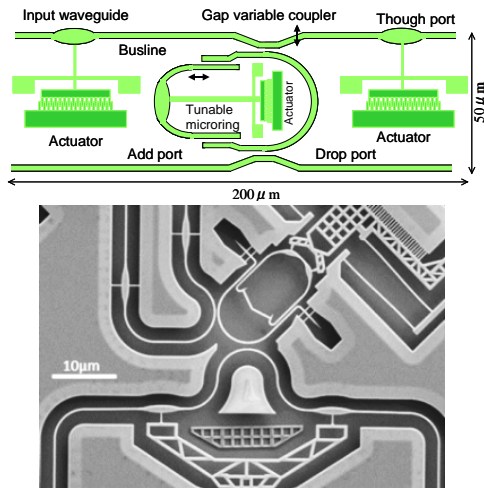 Input waveguide
Gap variable coupler
Though port
Busline
Actuator
Tunable
microring
Actuator
Actuator
Add port
Drop port
50μm
200μm
10μm